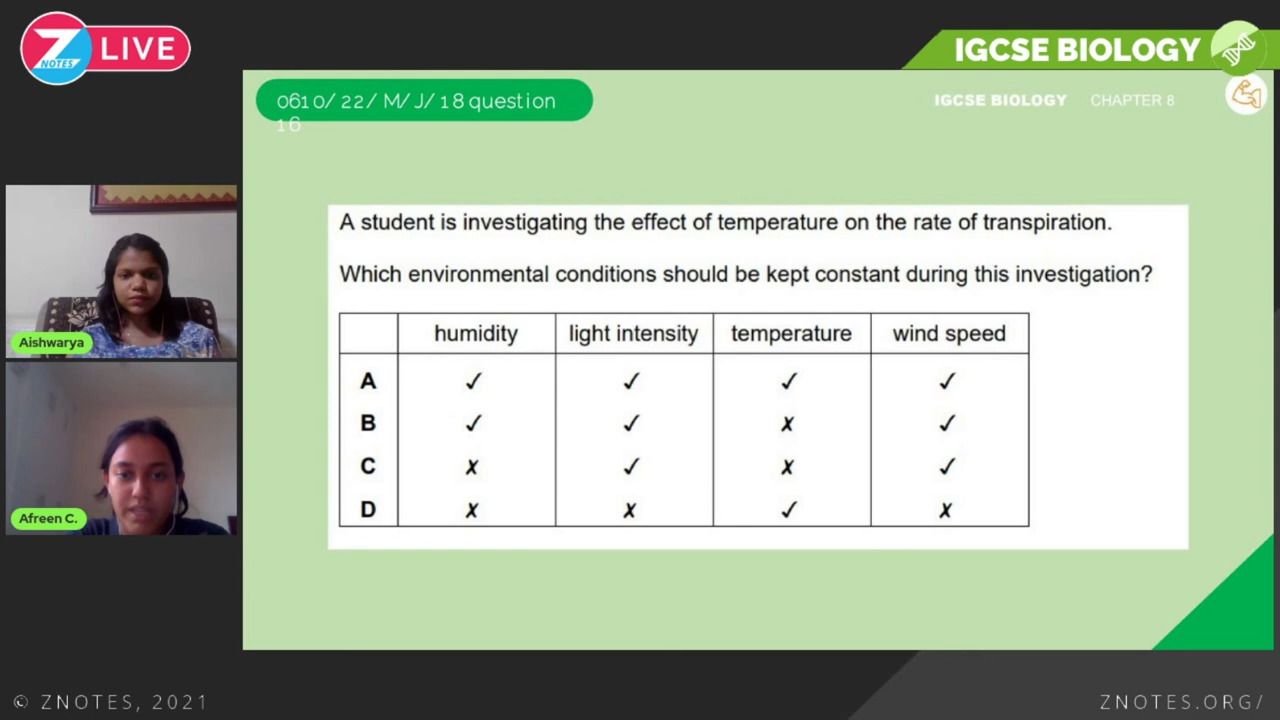 Z LIVE
NOTES
IGCSE BIOLOGY
0610/22/M/J/18 question
16
IGCSE BIOLOGY CHAPTER 8
A student is investigating the effect of temperature on the rate of transpiration.
Which environmental conditions should be kept constant during this investigation?
humidity light intensity temperature wind speed
A ✓ ✓ ✓ ✓
B ✓ ✓ ✗ ✓
C ✗ ✓ ✗ ✓
D ✗ ✗ ✓ ✗
Aishwarya
Afreen C.
© ZNOTES, 2021
ZNOTES.ORG/